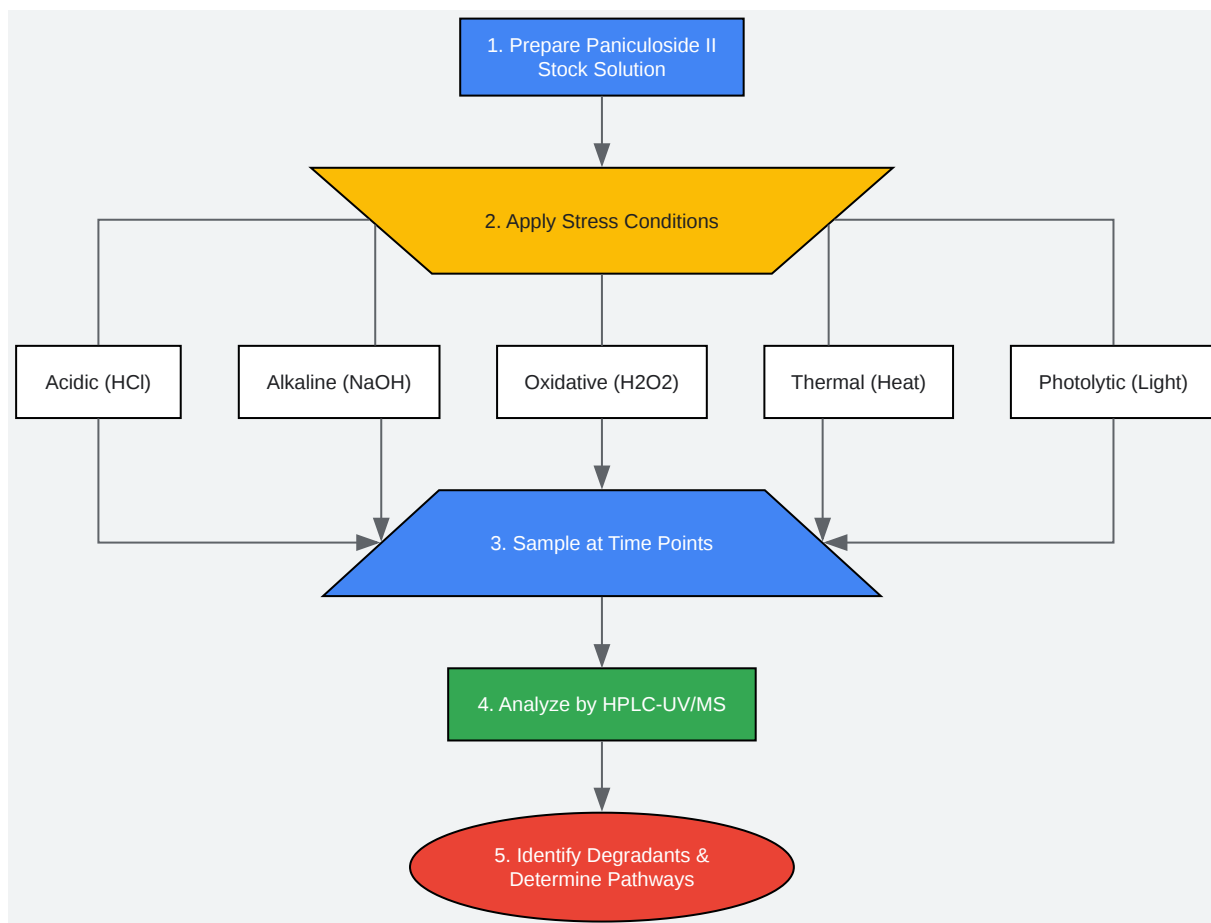 1. Prepare Paniculoside II
Stock Solution
2. Apply Stress Conditions
Acidic (HCl)
Alkaline (NaOH)
Oxidative (H2O2)
Thermal (Heat)
Photolytic (Light)
3. Sample at Time Points
4. Analyze by HPLC-UV/MS
5. Identify Degradants &
Determine Pathways